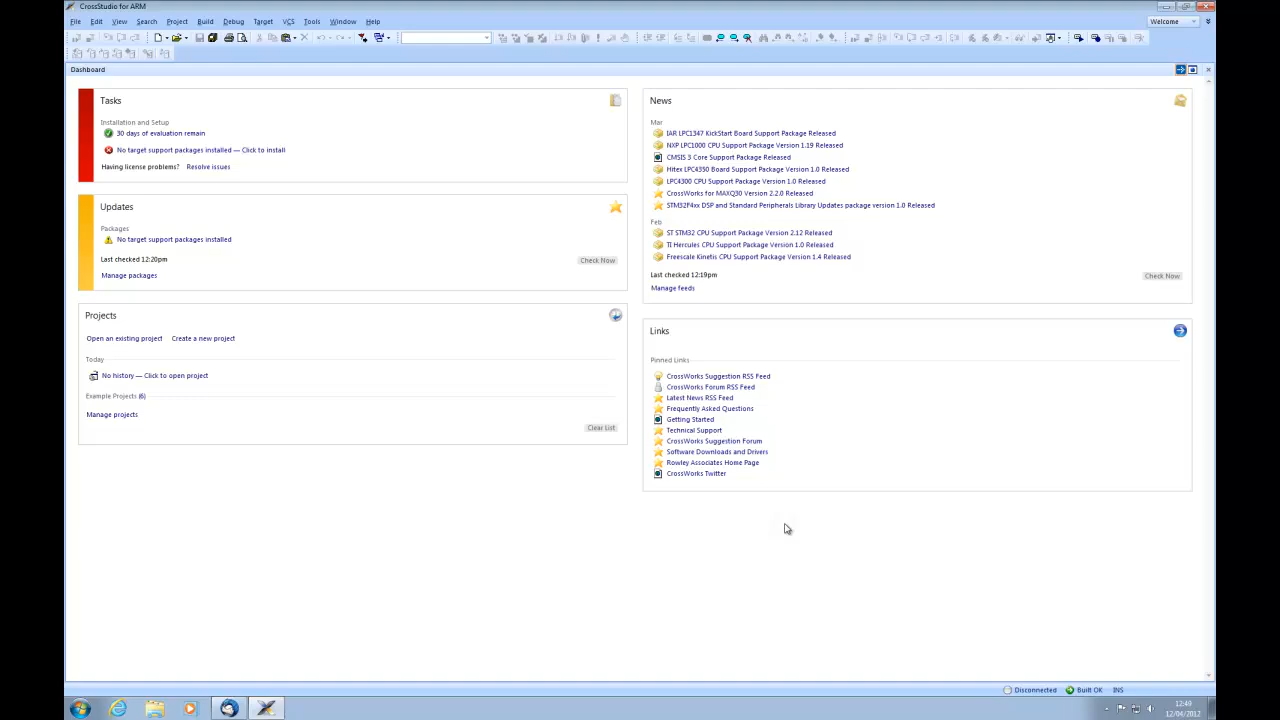 CrossStudio for ARM
File Edit View Search Project Build Debug Target VCS Tools Window Help
Welcome
Dashboard
Tasks
Installation and Setup
30 days of evaluation remain
No target support packages installed — Click to install
Having license problems? Resolve issues
Updates
Packages
No target support packages installed
Last checked 12:20pm
Check Now
Manage packages
Projects
Open an existing project Create a new project
Today
No history — Click to open project
Example Projects (6)
Manage projects
Clear List
News
Mar
IAR LPC1347 KickStart Board Support Package Released
NXP LPC1000 CPU Support Package Version 1.19 Released
CMSIS 3 Core Support Package Released
Hitex LPC4350 Board Support Package Version 1.0 Released
LPC4300 CPU Support Package Version 1.0 Released
CrossWorks for MAXQ30 Version 2.2.0 Released
STM32F4xx DSP and Standard Peripherals Library Updates package version 1.0 Released
Feb
ST STM32 CPU Support Package Version 2.12 Released
TI Hercules CPU Support Package Version 1.0 Released
Freescale Kinetis CPU Support Package Version 1.4 Released
Last checked 12:19pm
Check Now
Manage feeds
Links
Pinned Links
CrossWorks Suggestion RSS Feed
CrossWorks Forum RSS Feed
Latest News RSS Feed
Frequently Asked Questions
Getting Started
Technical Support
CrossWorks Suggestion Forum
Software Downloads and Drivers
Rowley Associates Home Page
CrossWorks Twitter
Disconnected Built OK INS
12:49
12/04/2012